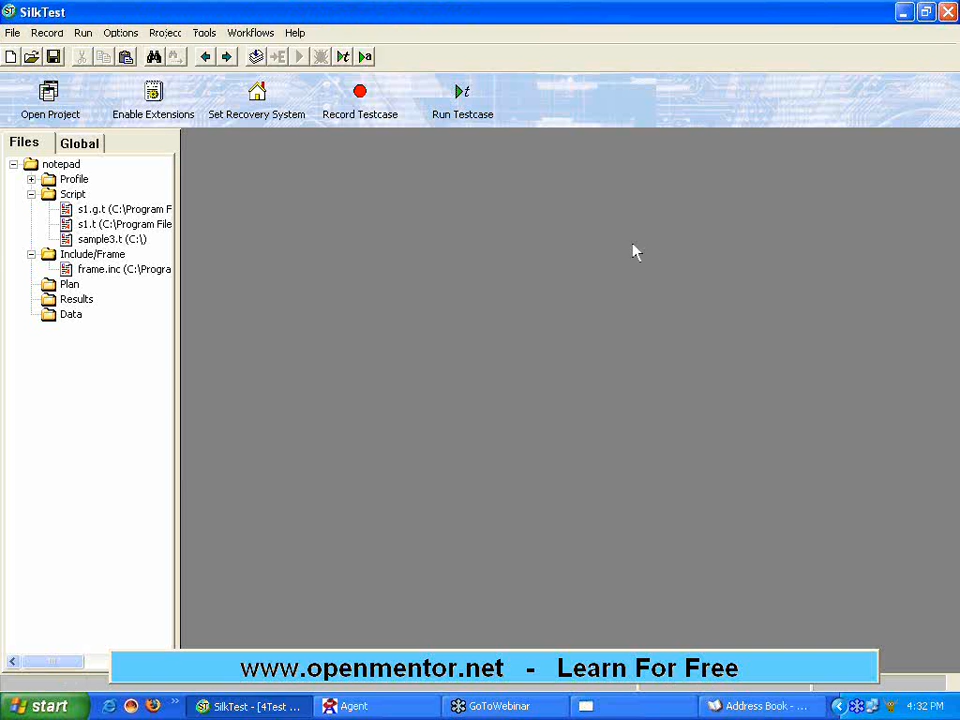 SilkTest
File Record Run Options Project Tools Workflows Help
Open Project Enable Extensions Set Recovery System Record Testcase Run Testcase
Files Global
notepad
Profile
Script
s1.g.t (C:\Program F
s1.t (C:\Program File
sample3.t (C:\)
Include/Frame
frame.inc (C:\Progra
Plan
Results
Data
www.openmentor.net - Learn For Free
start SilkTest - [4Test ... Agent GoToWebinar Address Book - ... 4:32 PM